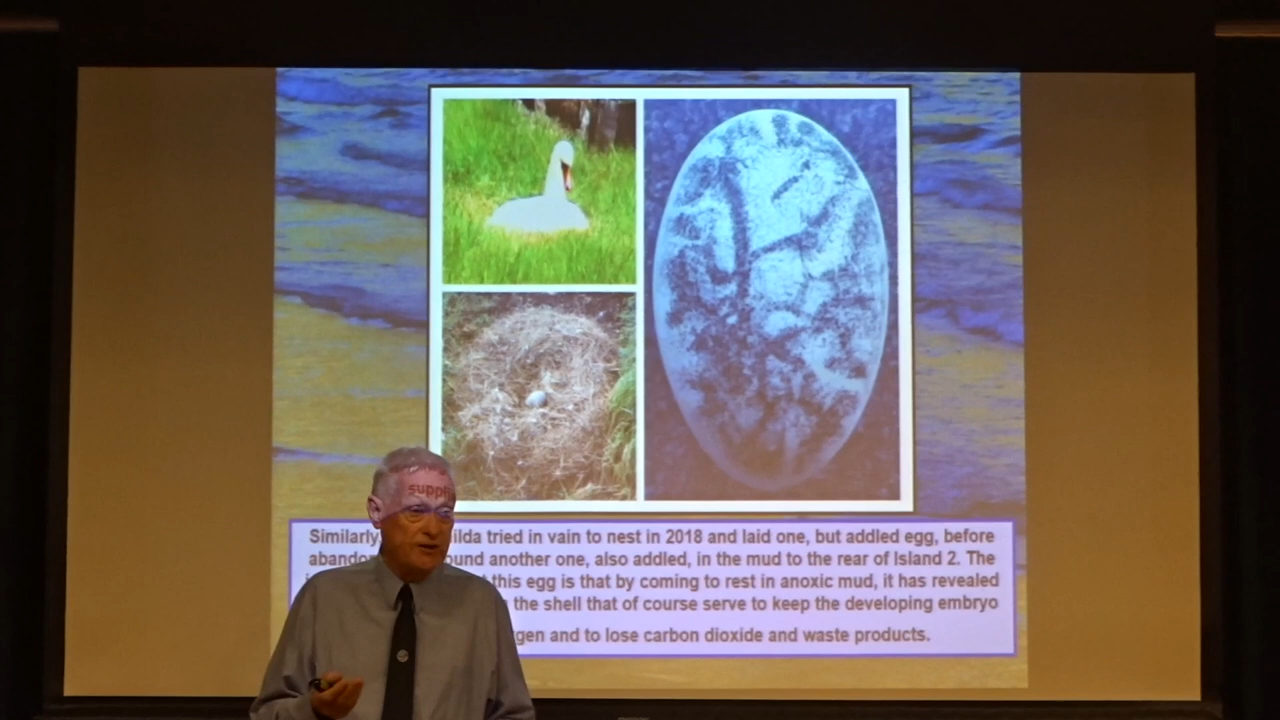 Similarly ilda tried in vain to nest in 2018 and laid one, but addled egg, before
abandon ound another one, also addled, in the mud to the rear of Island 2. The
this egg is that by coming to rest in anoxic mud, it has revealed
the shell that of course serve to keep the developing embryo
supply
gen and to lose carbon dioxide and waste products.